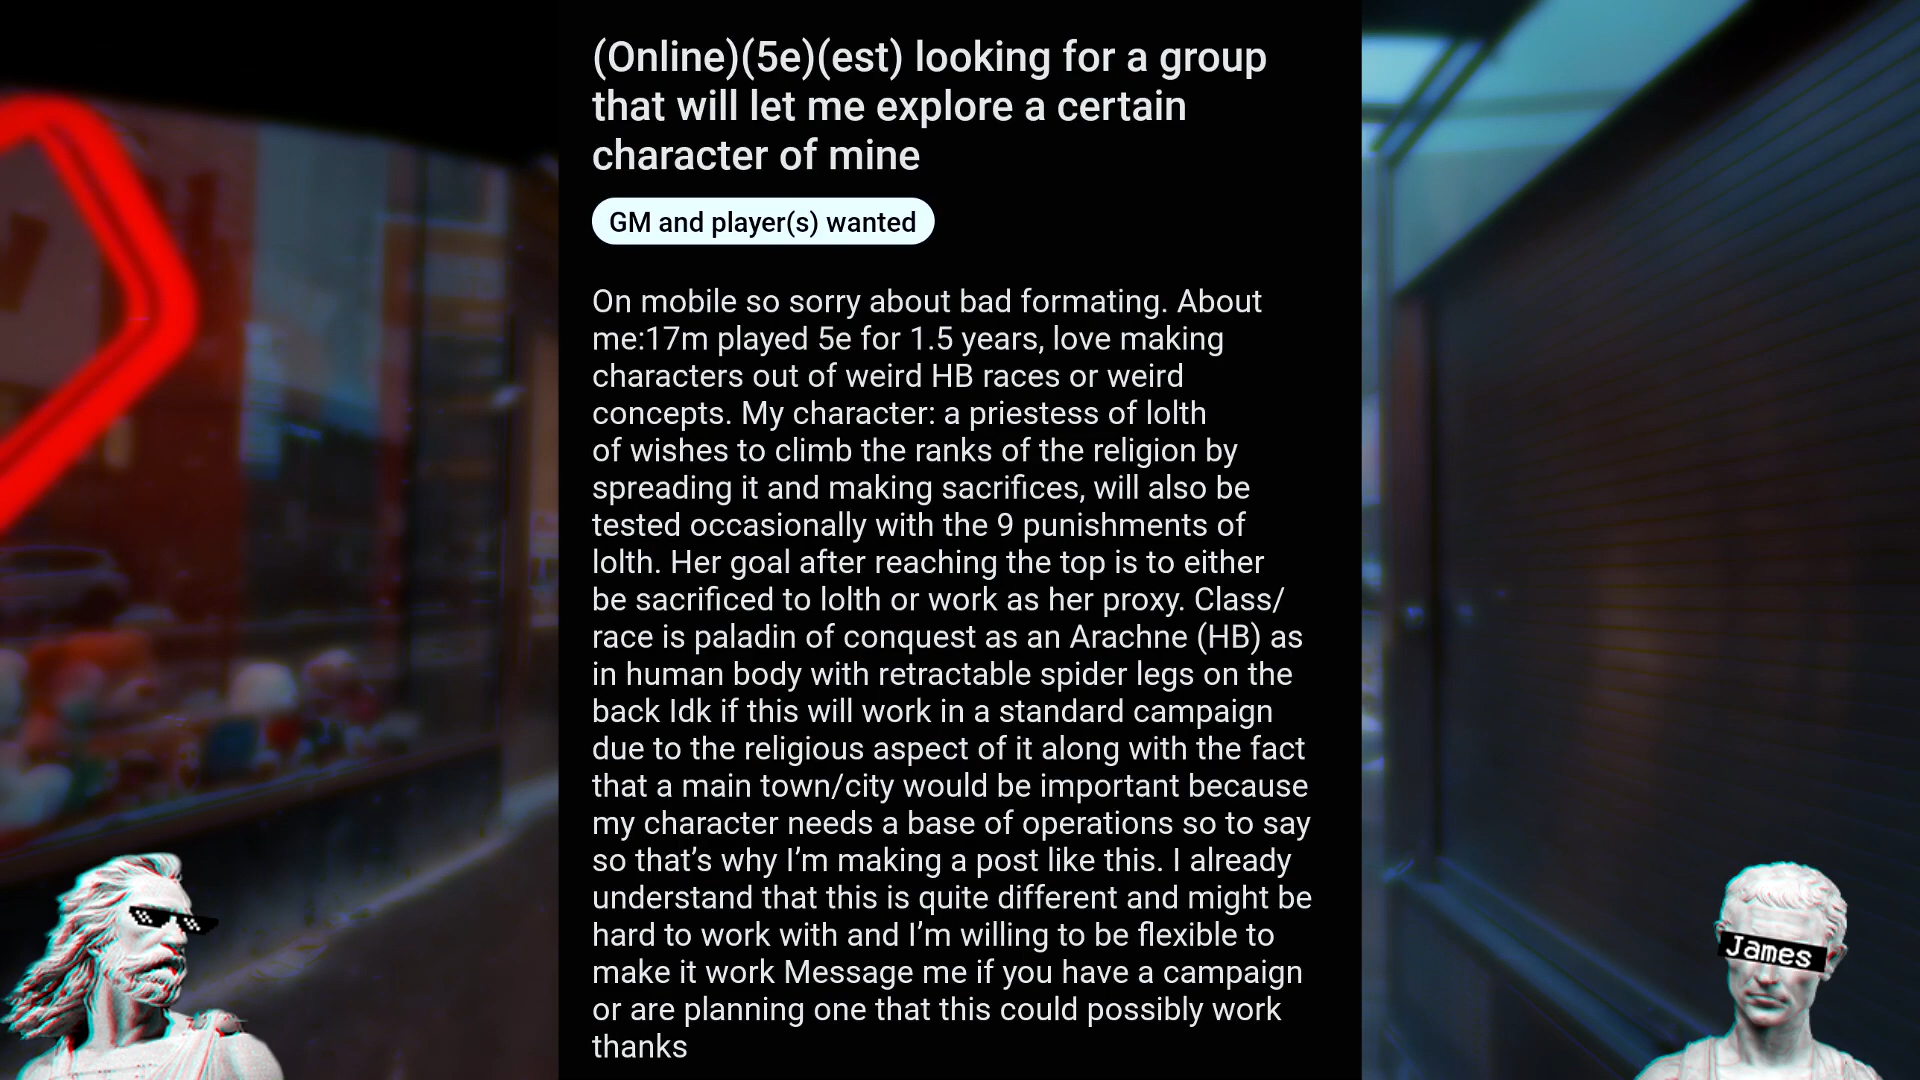 (Online)(5e)(est) looking for a group
that will let me explore a certain
character of mine
GM and player(s) wanted
On mobile so sorry about bad formating. About
me:17m played 5e for 1.5 years, love making
characters out of weird HB races or weird
concepts. My character: a priestess of lolth
of wishes to climb the ranks of the religion by
spreading it and making sacrifices, will also be
tested occasionally with the 9 punishments of
lolth. Her goal after reaching the top is to either
be sacrificed to lolth or work as her proxy. Class/
race is paladin of conquest as an Arachne (HB) as
in human body with retractable spider legs on the
back Idk if this will work in a standard campaign
due to the religious aspect of it along with the fact
that a main town/city would be important because
my character needs a base of operations so to say
so that’s why I’m making a post like this. I already
understand that this is quite different and might be
hard to work with and I’m willing to be flexible to
make it work Message me if you have a campaign
or are planning one that this could possibly work
thanks
James